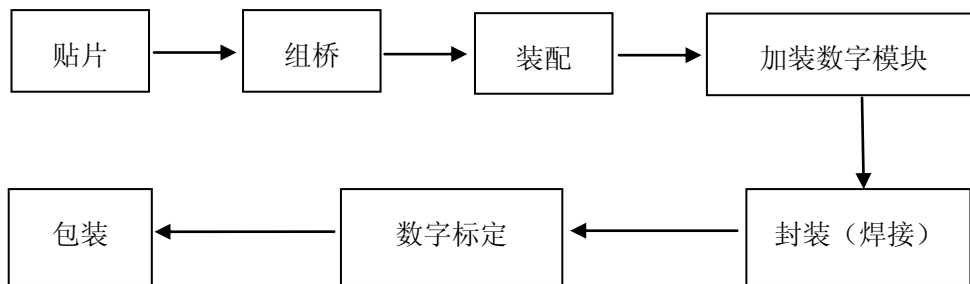 贴片
组桥
装配
加装数字模块
封装（焊接）
数字标定
包装